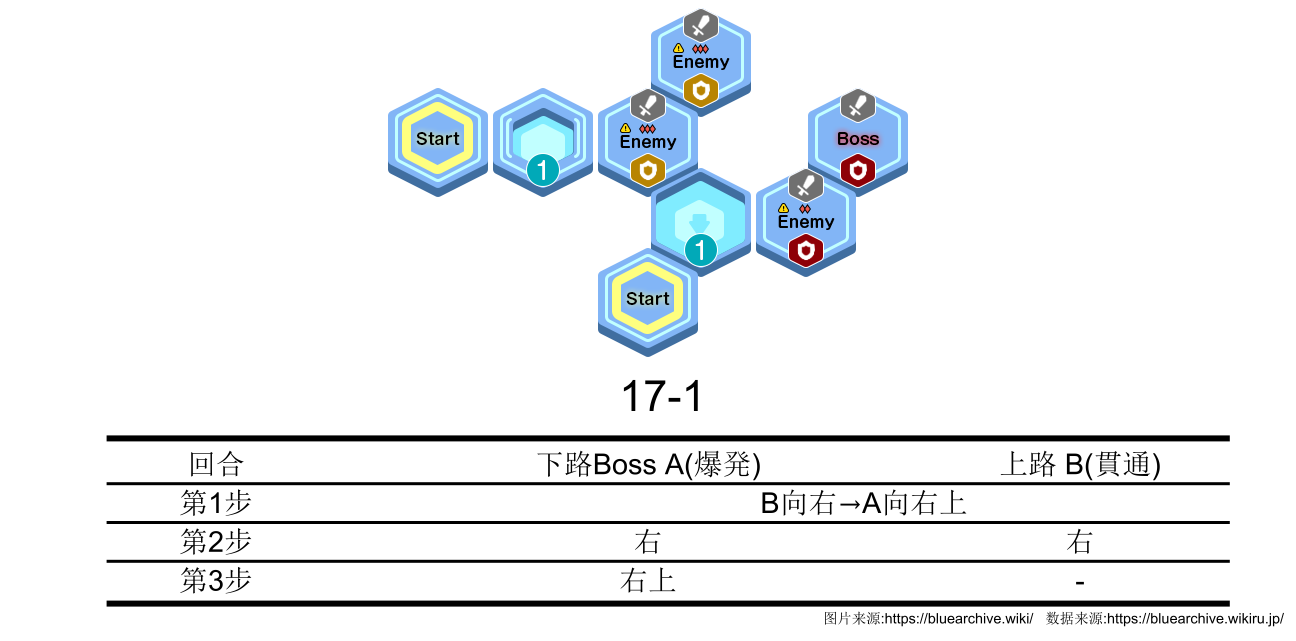 Enemy
Start
1
Enemy
Boss
1
Enemy
Start
17-1
回合 下路Boss A(爆発) 上路 B(貫通)
第1步 B向右→A向右上
第2步 右 右
第3步 右上 -
图片来源:https://bluearchive.wiki/ 数据来源:https://bluearchive.wikiru.jp/